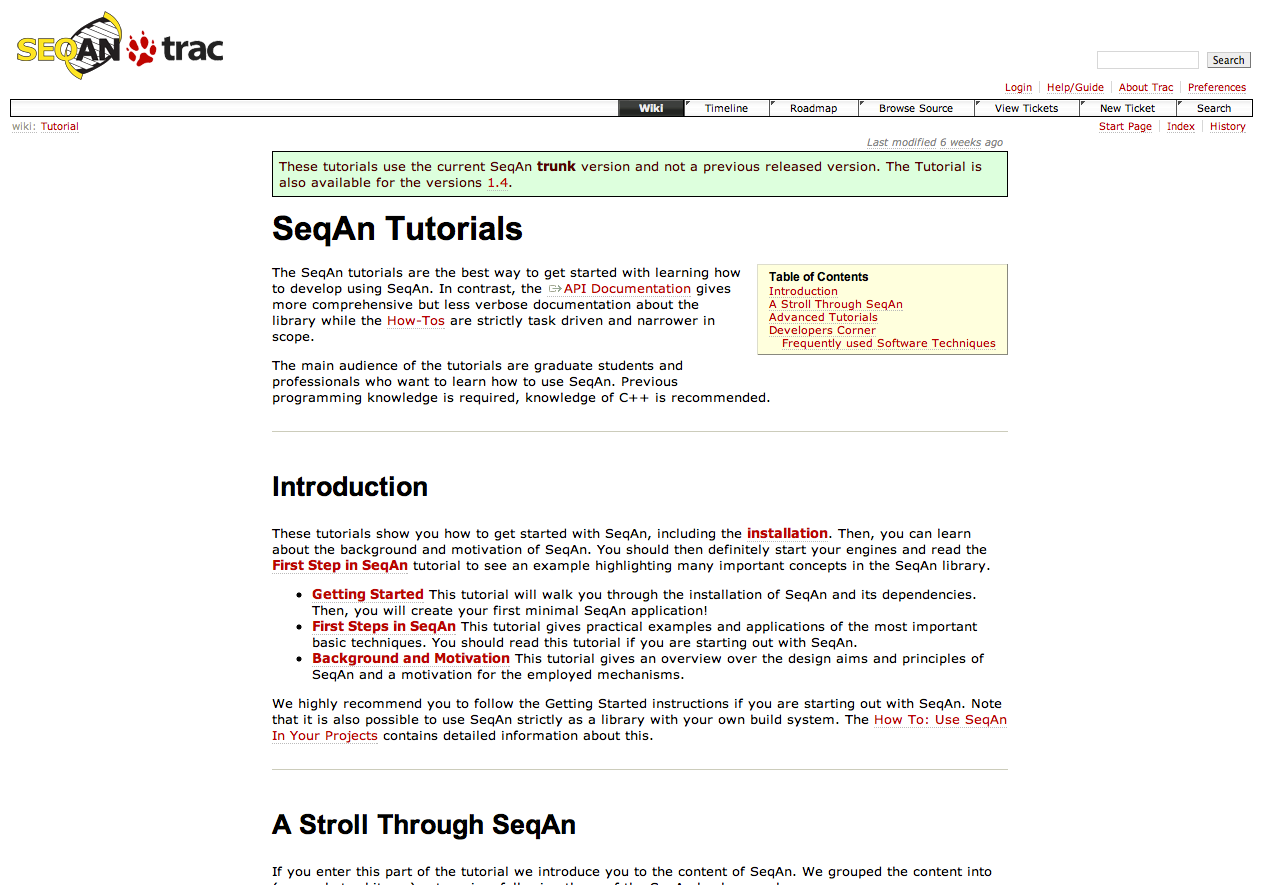 SEQAN trac
Search
Login Help/Guide About Trac Preferences
Wiki Timeline Roadmap Browse Source View Tickets New Ticket Search
wiki: Tutorial
Start Page Index History
Last modified 6 weeks ago
These tutorials use the current SeqAn trunk version and not a previous released version. The Tutorial is
also available for the versions 1.4.
SeqAn Tutorials
The SeqAn tutorials are the best way to get started with learning how
to develop using SeqAn. In contrast, the API Documentation gives
more comprehensive but less verbose documentation about the
library while the How-Tos are strictly task driven and narrower in
scope.
Table of Contents
Introduction
A Stroll Through SeqAn
Advanced Tutorials
Developers Corner
Frequently used Software Techniques
The main audience of the tutorials are graduate students and
professionals who want to learn how to use SeqAn. Previous
programming knowledge is required, knowledge of C++ is recommended.
Introduction
These tutorials show you how to get started with SeqAn, including the installation. Then, you can learn
about the background and motivation of SeqAn. You should then definitely start your engines and read the
First Step in SeqAn tutorial to see an example highlighting many important concepts in the SeqAn library.
• Getting Started This tutorial will walk you through the installation of SeqAn and its dependencies.
Then, you will create your first minimal SeqAn application!
• First Steps in SeqAn This tutorial gives practical examples and applications of the most important
basic techniques. You should read this tutorial if you are starting out with SeqAn.
• Background and Motivation This tutorial gives an overview over the design aims and principles of
SeqAn and a motivation for the employed mechanisms.
We highly recommend you to follow the Getting Started instructions if you are starting out with SeqAn. Note
that it is also possible to use SeqAn strictly as a library with your own build system. The How To: Use SeqAn
In Your Projects contains detailed information about this.
A Stroll Through SeqAn
If you enter this part of the tutorial we introduce you to the content of SeqAn. We grouped the content into